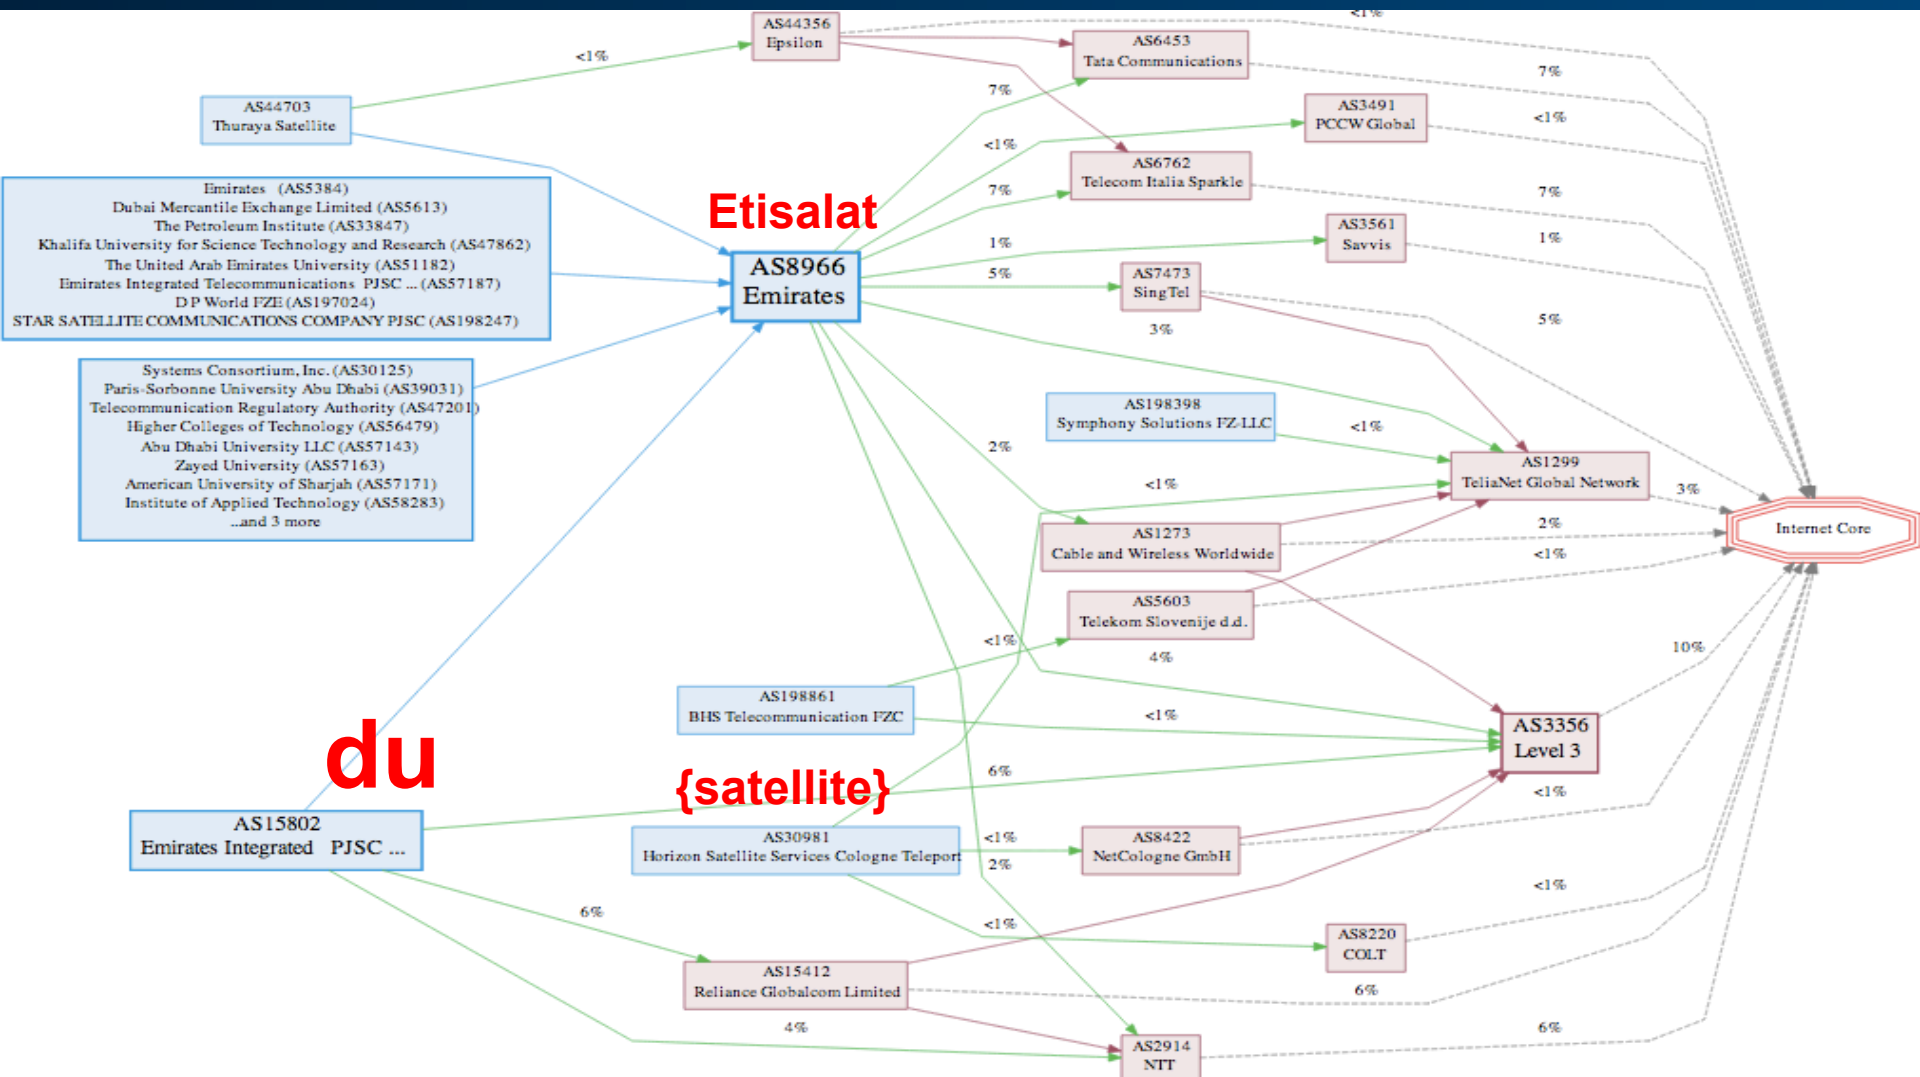 AS44356
Epsilon
<1%
<1%
AS6453
Tata Communications
7%
7%
AS44703
Thuraya Satellite
AS3491
PCCW Global
<1%
<1%
AS6762
Telecom Italia Sparkle
7%
7%
Emirates (AS5384)
Dubai Mercantile Exchange Limited (AS5613)
The Petroleum Institute (AS33847)
Khalifa University for Science Technology and Research (AS47862)
The United Arab Emirates University (AS51182)
Emirates Integrated Telecommunications PJSC ... (AS57187)
D P World FZE (AS197024)
STAR SATELLITE COMMUNICATIONS COMPANY PJSC (AS198247)
Etisalat
AS8966
Emirates
1%
AS3561
Savvis
1%
5%
AS7473
SingTel
5%
3%
Systems Consortium, Inc. (AS30125)
Paris-Sorbonne University Abu Dhabi (AS39031)
Telecommunication Regulatory Authority (AS47201)
Higher Colleges of Technology (AS56479)
Abu Dhabi University LLC (AS57143)
Zayed University (AS57163)
American University of Sharjah (AS57171)
Institute of Applied Technology (AS58283)
...and 3 more
AS198398
Symphony Solutions FZ-LLC
<1%
2%
<1%
AS1299
TeliaNet Global Network
3%
AS1273
Cable and Wireless Worldwide
2%
<1%
Internet Core
AS5603
Telekom Slovenije d.d.
<1%
4%
10%
AS198861
BHS Telecommunication FZC
<1%
AS3356
Level 3
du
{satellite}
6%
<1%
AS15802
Emirates Integrated PJSC ...
AS30981
Horizon Satellite Services Cologne Teleport
<1%
2%
AS8422
NetCologne GmbH
<1%
6%
<1%
AS8220
COLT
AS15412
Reliance Globalcom Limited
6%
4%
6%
AS2914
NTT